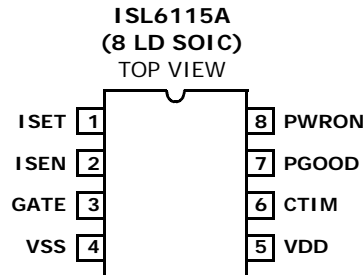 ISL6115A
(8 LD SOIC)
TOP VIEW
ISET 1 8 PWRON
ISEN 2 7 PGOOD
GATE 3 6 CTIM
VSS 4 5 VDD